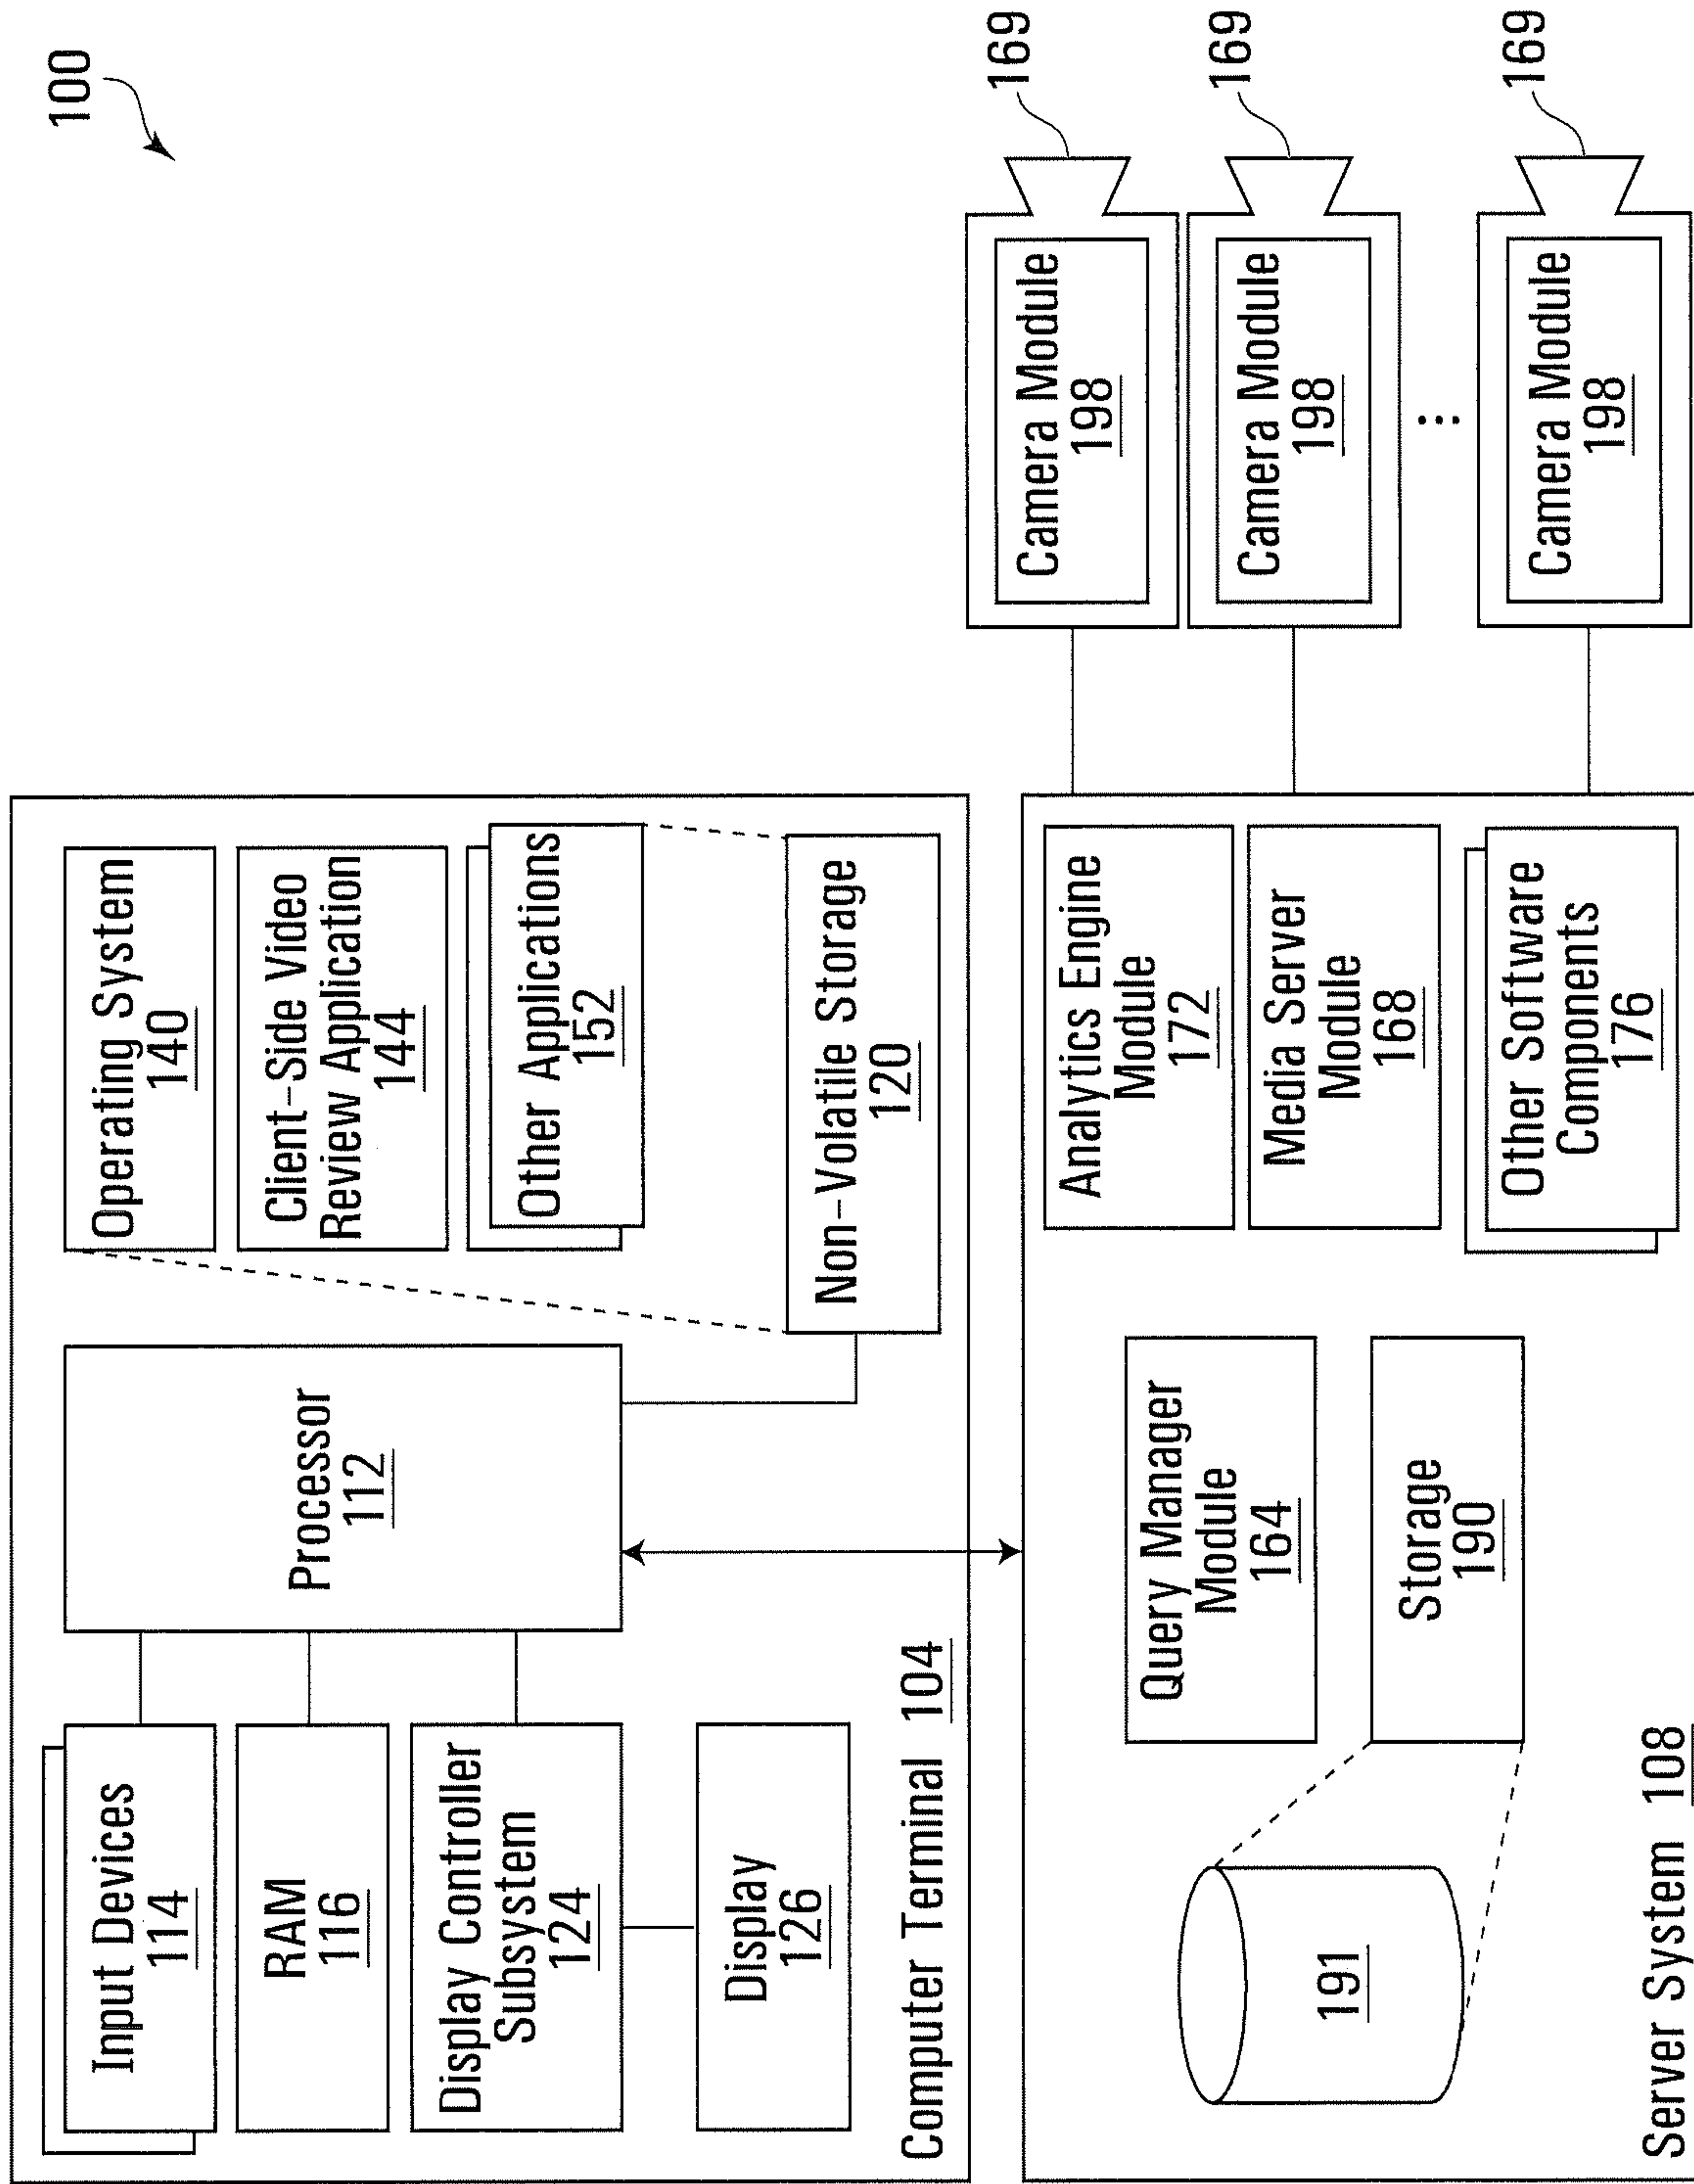 100
Input Devices
114
RAM
116
Display Controller
Subsystem
124
Display
126
Processor
112
Operating System
140
Client-Side Video
Review Application
144
Other Applications
152
Non-Volatile Storage
120
Computer Terminal 104
191
Query Manager
Module
164
Storage
190
Analytics Engine
Module
172
Media Server
Module
168
Other Software
Components
176
Server System 108
Camera Module
198
169
Camera Module
198
169
...
Camera Module
198
169